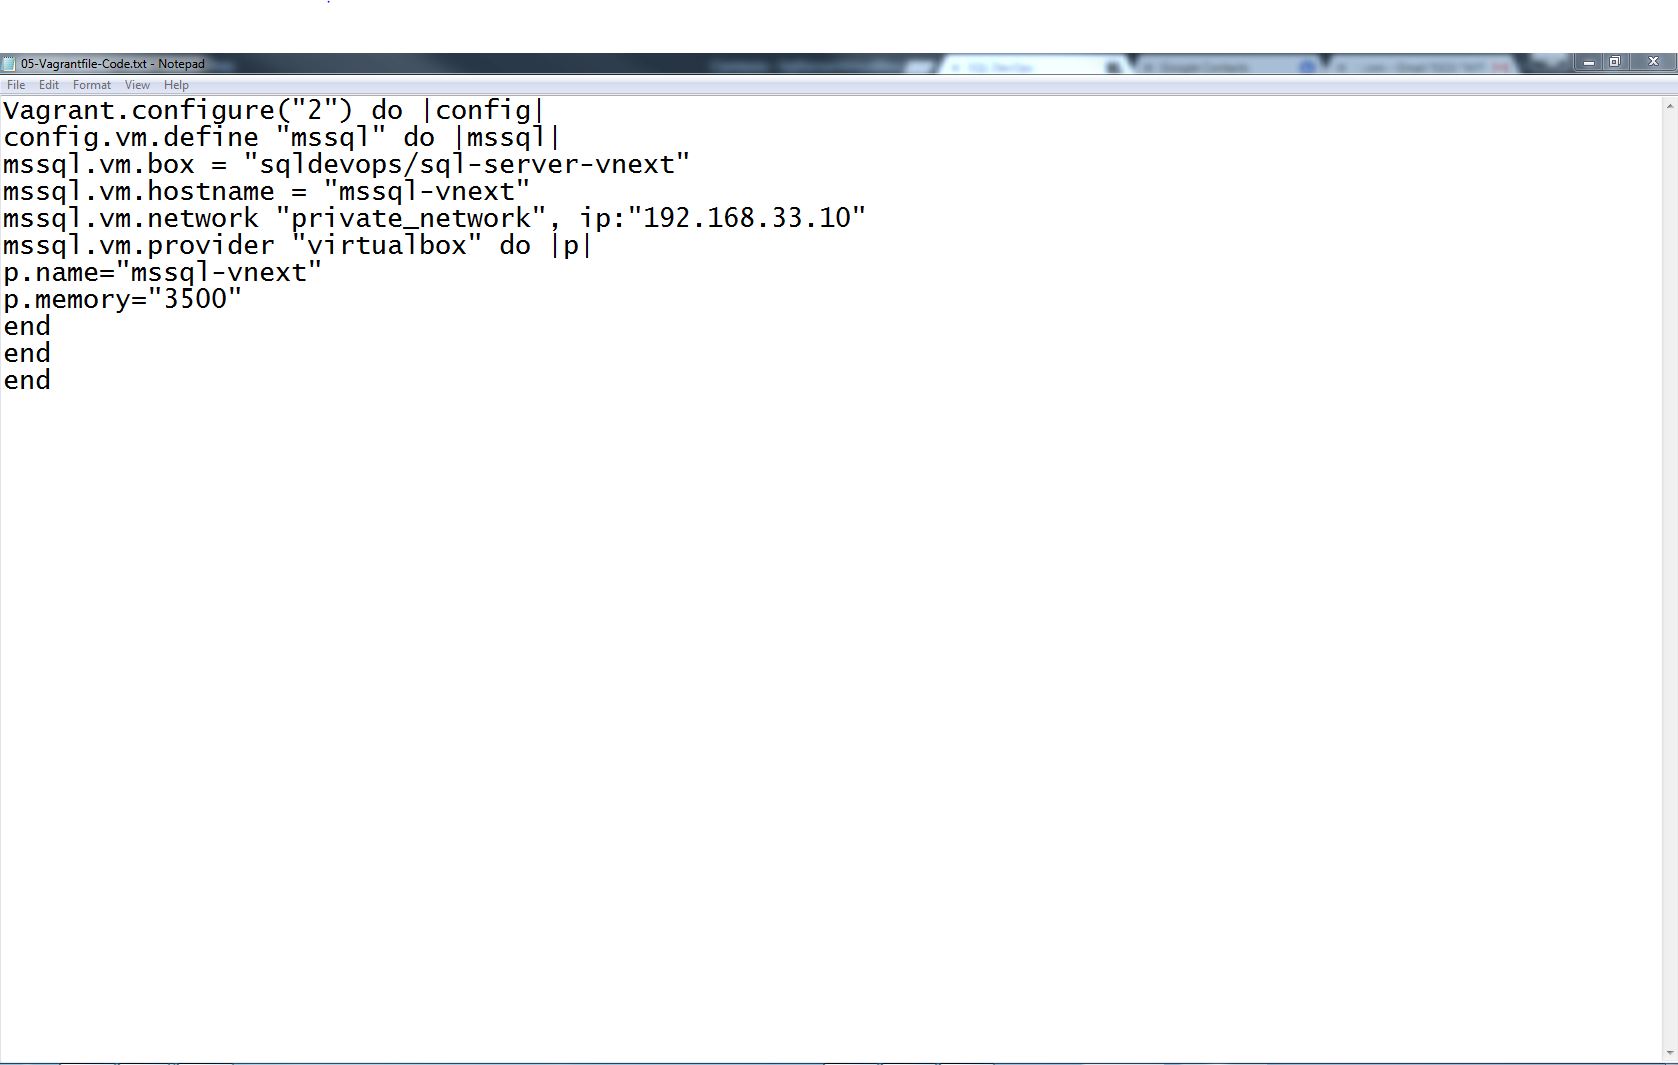 05-Vagrantfile-Code.txt - Notepad
File Edit Format View Help
Vagrant.configure("2") do |config|
config.vm.define "mssql" do |mssql|
mssql.vm.box = "sqldevops/sql-server-vnext"
mssql.vm.hostname = "mssql-vnext"
mssql.vm.network "private_network", ip:"192.168.33.10"
mssql.vm.provider "virtualbox" do |p|
p.name="mssql-vnext"
p.memory="3500"
end
end
end